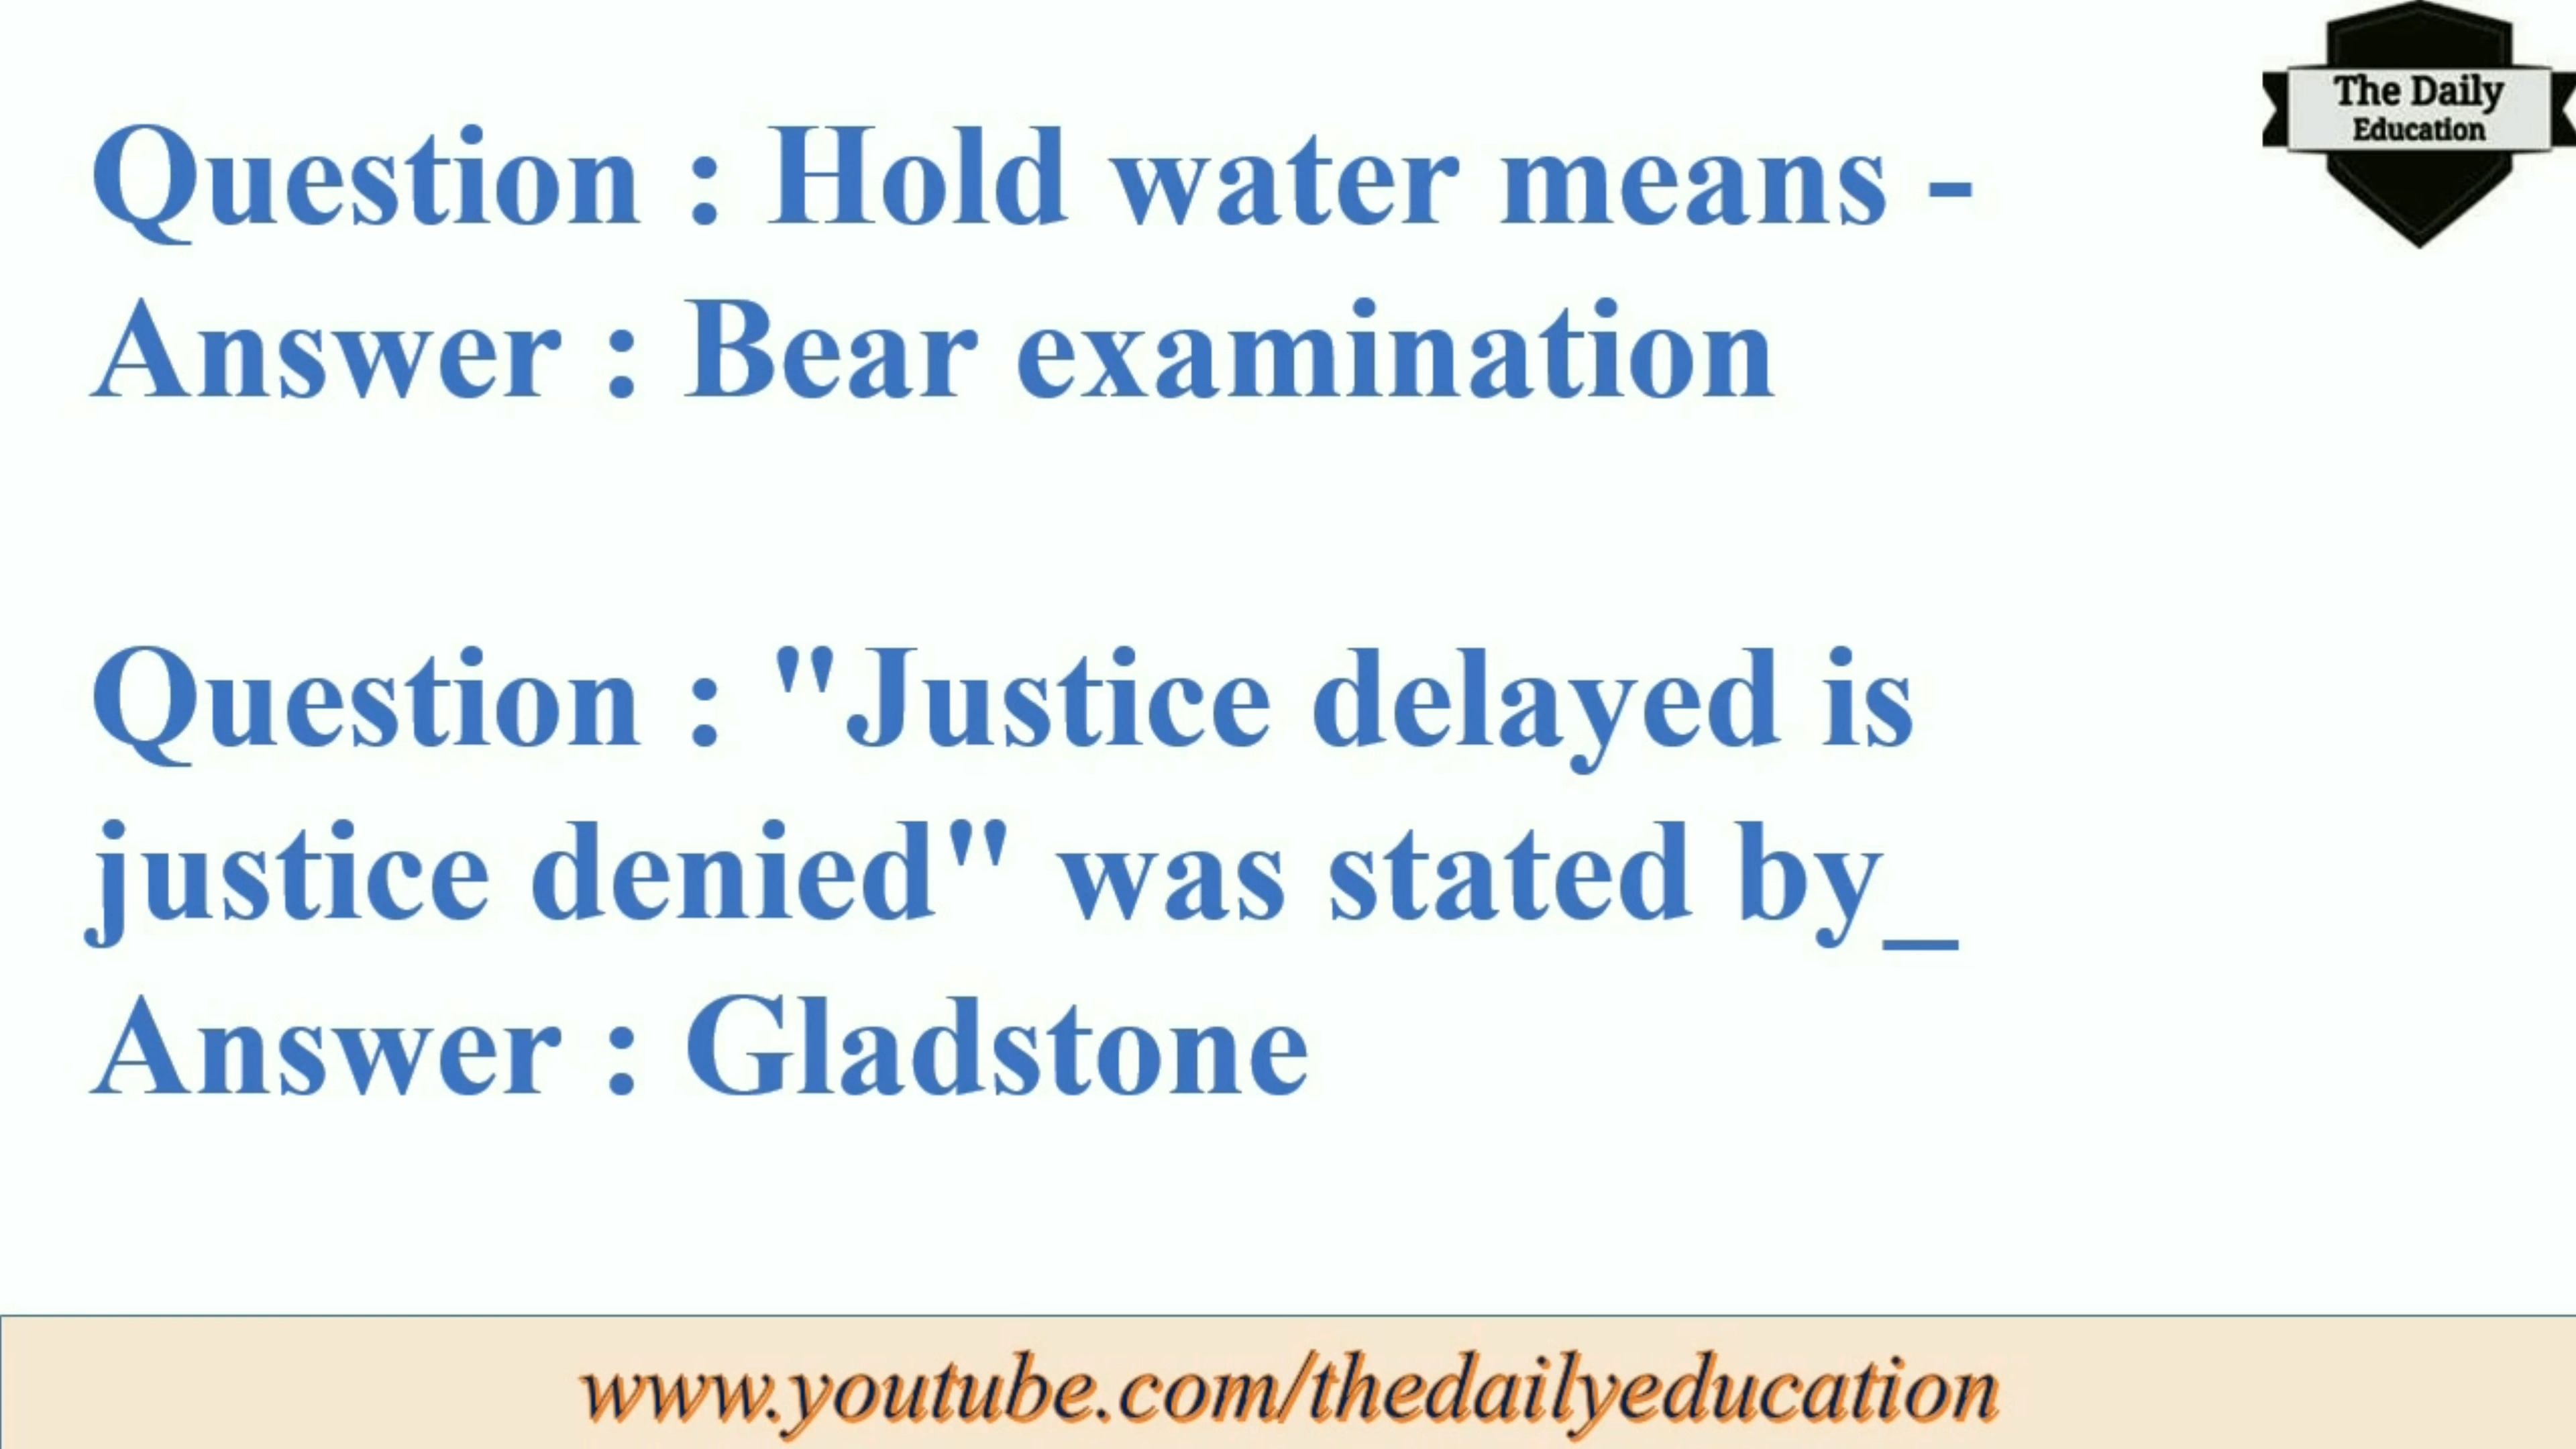 The Daily
Education
Question : Hold water means -
Answer : Bear examination
Question : "Justice delayed is
justice denied" was stated by_
Answer : Gladstone
www.youtube.com/thedailyeducation